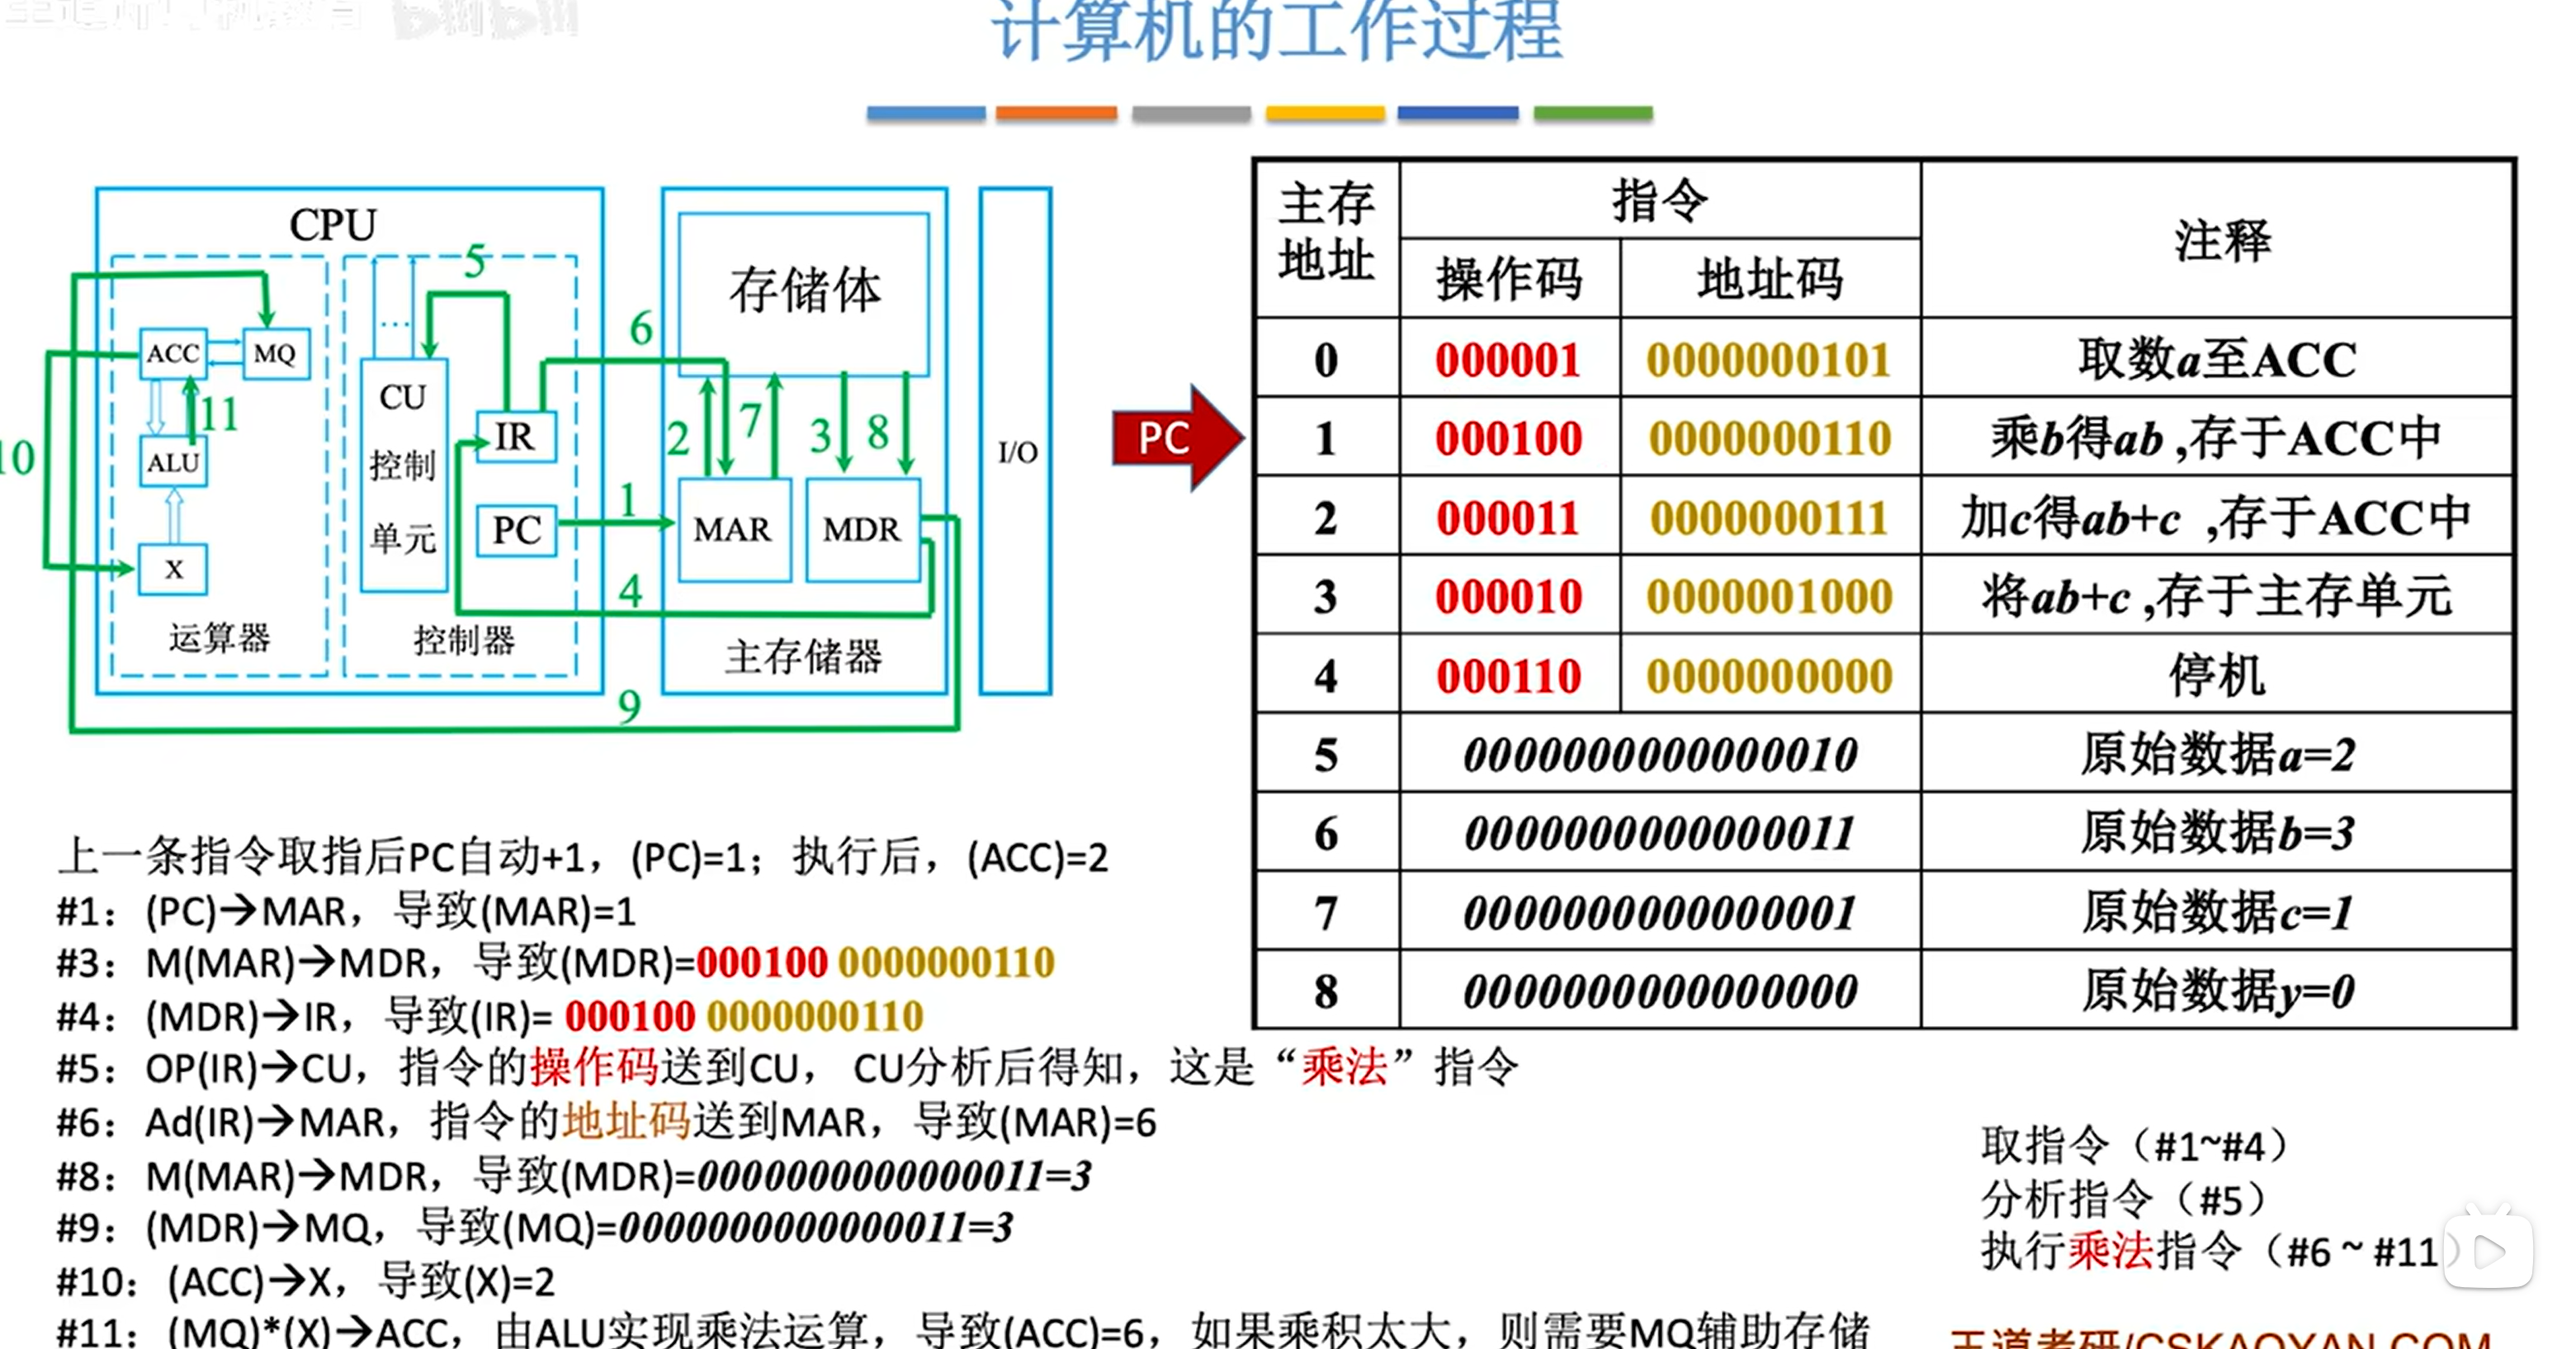 计算机的工作过程
CPU
ACC
MQ
ALU
X
运算器
5
...
CU
控制
单元
IR
PC
控制器
6
1
4
9
10
11
存储体
2
7
3
8
MAR
MDR
主存储器
I/O
PC
主存地址 指令 注释
操作码 地址码
0 000001 0000000101 取数a至ACC
1 000100 0000000110 乘b得ab ,存于ACC中
2 000011 0000000111 加c得ab+c ,存于ACC中
3 000010 0000001000 将ab+c ,存于主存单元
4 000110 0000000000 停机
5 0000000000000010 原始数据a=2
6 0000000000000011 原始数据b=3
7 0000000000000001 原始数据c=1
8 0000000000000000 原始数据y=0
上一条指令取指后PC自动+1，(PC)=1；执行后，(ACC)=2
#1：(PC)→MAR，导致(MAR)=1
#3：M(MAR)→MDR，导致(MDR)=000100 0000000110
#4：(MDR)→IR，导致(IR)= 000100 0000000110
#5：OP(IR)→CU，指令的操作码送到CU， CU分析后得知，这是“乘法”指令
#6：Ad(IR)→MAR，指令的地址码送到MAR，导致(MAR)=6
#8：M(MAR)→MDR，导致(MDR)=0000000000000011=3
#9：(MDR)→MQ，导致(MQ)=0000000000000011=3
#10：(ACC)→X，导致(X)=2
#11：(MQ)*(X)→ACC，由ALU实现乘法运算，导致(ACC)=6，如果乘积太大，则需要MQ辅助存储
取指令（#1~#4）
分析指令（#5）
执行乘法指令（#6 ~ #11）
王道考研/CSKAOYAN.COM